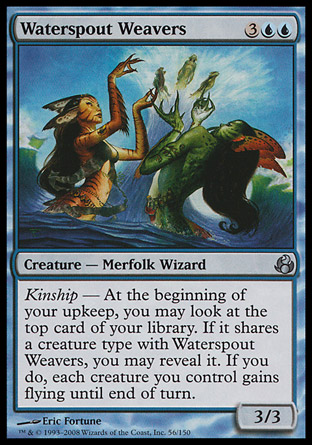 Waterspout Weavers 3
Creature — Merfolk Wizard
Kinship — At the beginning of
your upkeep, you may look at the
top card of your library. If it shares
a creature type with Waterspout
Weavers, you may reveal it. If you
do, each creature you control gains
flying until end of turn.
Eric Fortune
™ & © 1993–2008 Wizards of the Coast, Inc. 56/150
3/3